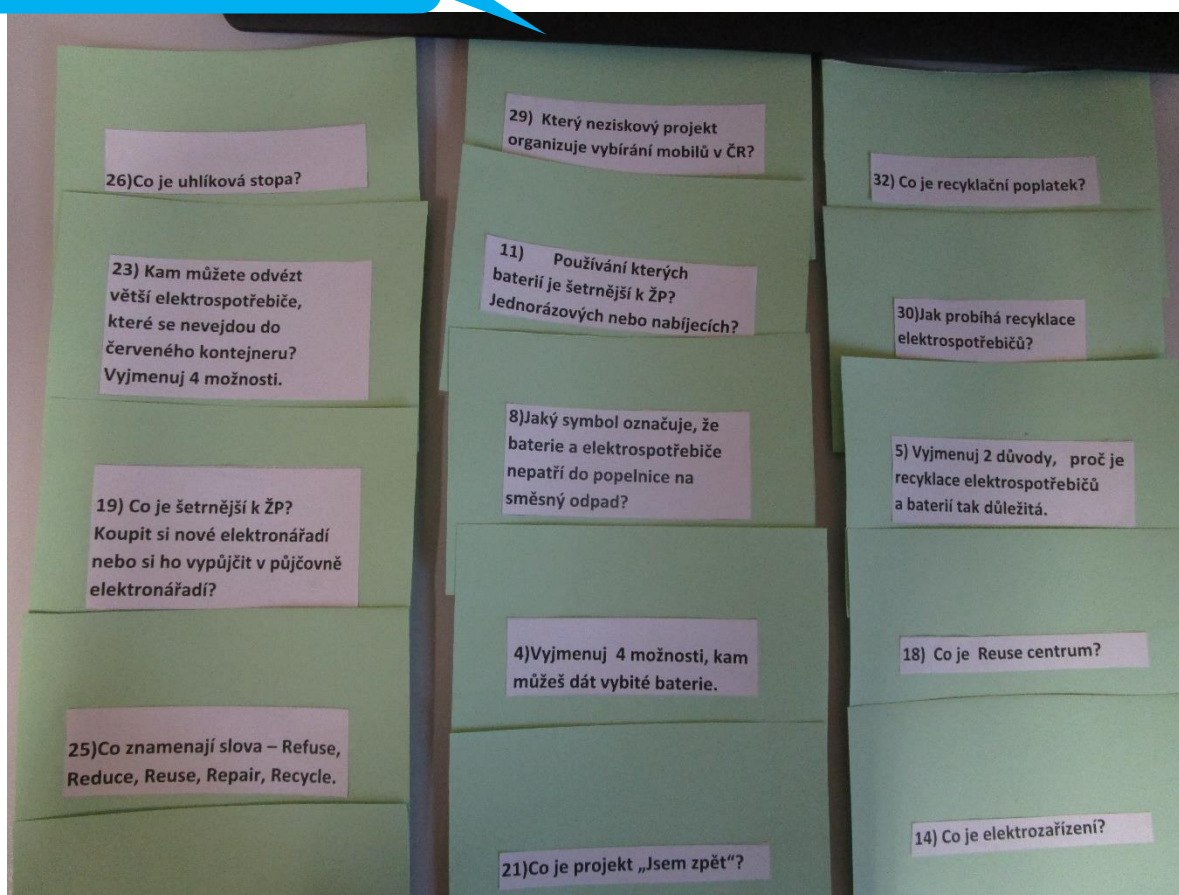 26)Co je uhlíková stopa?
23) Kam můžete odvézt
větší elektrospotřebiče,
které se nevejdou do
červeného kontejneru?
Vyjmenuj 4 možnosti.
19) Co je šetrnější k ŽP?
Koupit si nové elektronářadí
nebo si ho vypůjčit v půjčovně
elektronářadí?
25)Co znamenají slova – Refuse,
Reduce, Reuse, Repair, Recycle.
29) Který neziskový projekt
organizuje vybírání mobilů v ČR?
11) Používání kterých
baterií je šetrnější k ŽP?
Jednorázových nebo nabíjecích?
8)Jaký symbol označuje, že
baterie a elektrospotřebiče
nepatří do popelnice na
směsný odpad?
4)Vyjmenuj 4 možnosti, kam
můžeš dát vybité baterie.
21)Co je projekt „Jsem zpět“?
32) Co je recyklační poplatek?
30)Jak probíhá recyklace
elektrospotřebičů?
5) Vyjmenuj 2 důvody, proč je
recyklace elektrospotřebičů
a baterií tak důležitá.
18) Co je Reuse centrum?
14) Co je elektrozařízení?